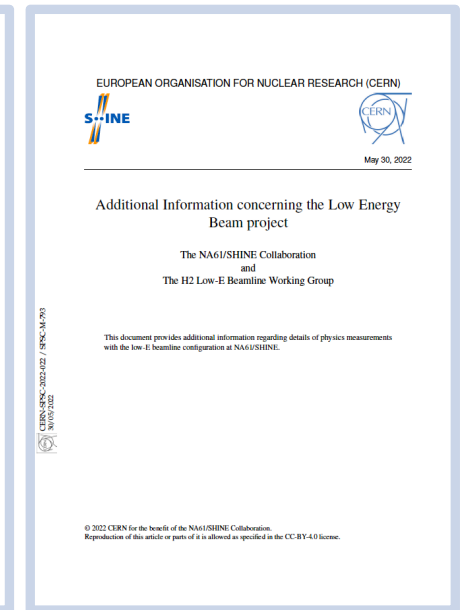 EUROPEAN ORGANISATION FOR NUCLEAR RESEARCH (CERN)
SHINE
CERN
May 30, 2022
Additional Information concerning the Low Energy
Beam project
The NA61/SHINE Collaboration
and
The H2 Low-E Beamline Working Group
This document provides additional information regarding details of physics measurements
with the low-E beamline configuration at NA61/SHINE.
CERN-SPSC-2022-022 / SPSC-M-793
30/05/2022
© 2022 CERN for the benefit of the NA61/SHINE Collaboration.
Reproduction of this article or parts of it is allowed as specified in the CC-BY-4.0 license.